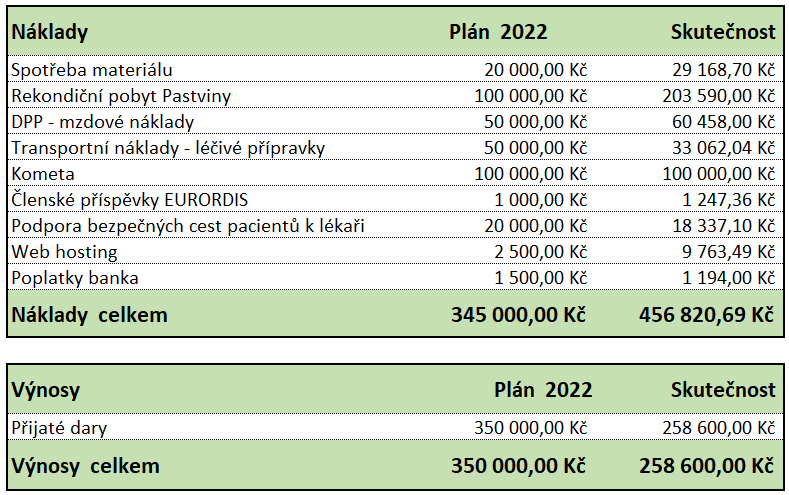 Náklady Plán 2022 Skutečnost
Spotřeba materiálu 20 000,00 Kč 29 168,70 Kč
Rekondiční pobyt Pastviny 100 000,00 Kč 203 590,00 Kč
DPP - mzdové náklady 50 000,00 Kč 60 458,00 Kč
Transportní náklady - léčivé přípravky 50 000,00 Kč 33 062,04 Kč
Kometa 100 000,00 Kč 100 000,00 Kč
Členské příspěvky EURORDIS 1 000,00 Kč 1 247,36 Kč
Podpora bezpečných cest pacientů k lékaři 20 000,00 Kč 18 337,10 Kč
Web hosting 2 500,00 Kč 9 763,49 Kč
Poplatky banka 1 500,00 Kč 1 194,00 Kč
Náklady celkem 345 000,00 Kč 456 820,69 Kč
Výnosy Plán 2022 Skutečnost
Přijaté dary 350 000,00 Kč 258 600,00 Kč
Výnosy celkem 350 000,00 Kč 258 600,00 Kč